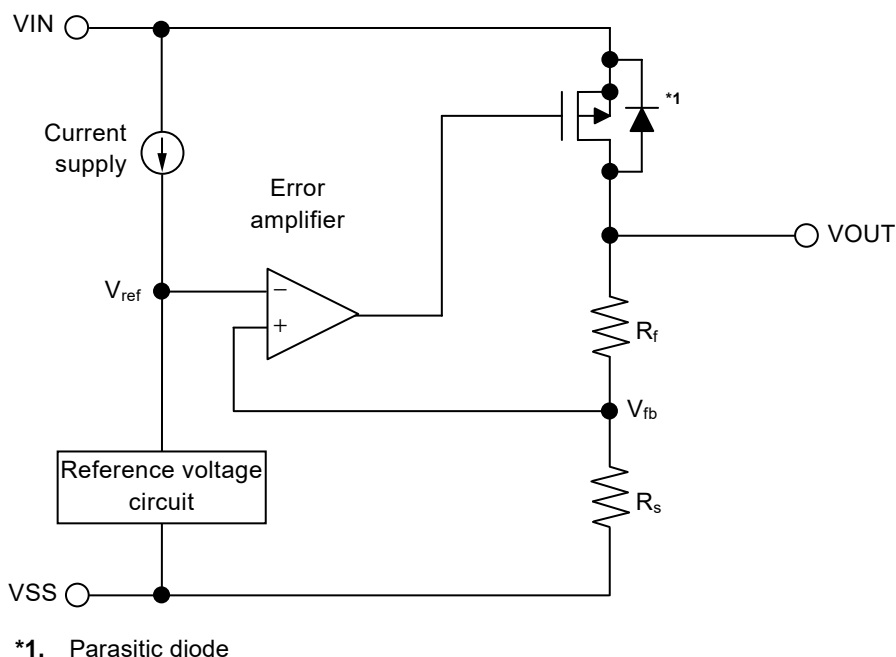 VIN
*1
Current
supply
Error
amplifier
VOUT
Vref
−
+
Rf
Vfb
Reference voltage
circuit
Rs
VSS
*1. Parasitic diode